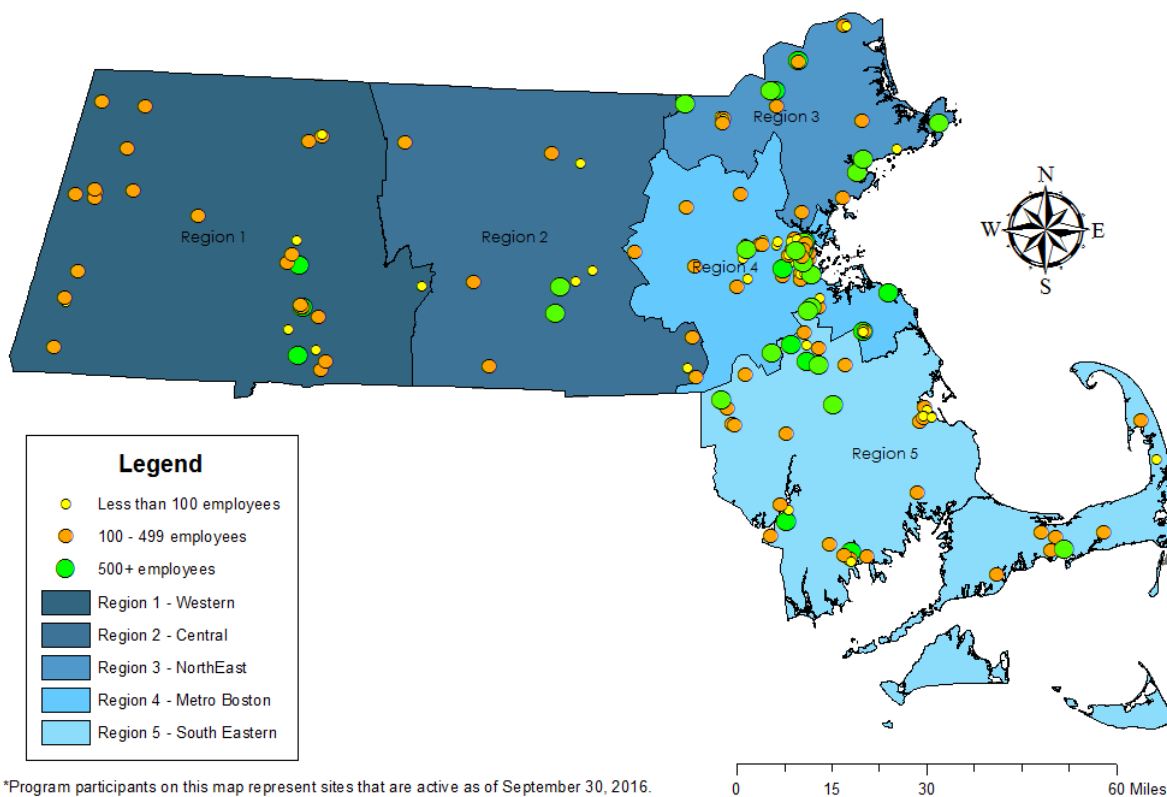 Region 3
N
W
E
S
Region 1
Region 2
Region 4
Region 5
Legend
Less than 100 employees
100 - 499 employees
500+ employees
Region 1 - Western
Region 2 - Central
Region 3 - NorthEast
Region 4 - Metro Boston
Region 5 - South Eastern
*Program participants on this map represent sites that are active as of September 30, 2016.
0 15 30 60 Miles